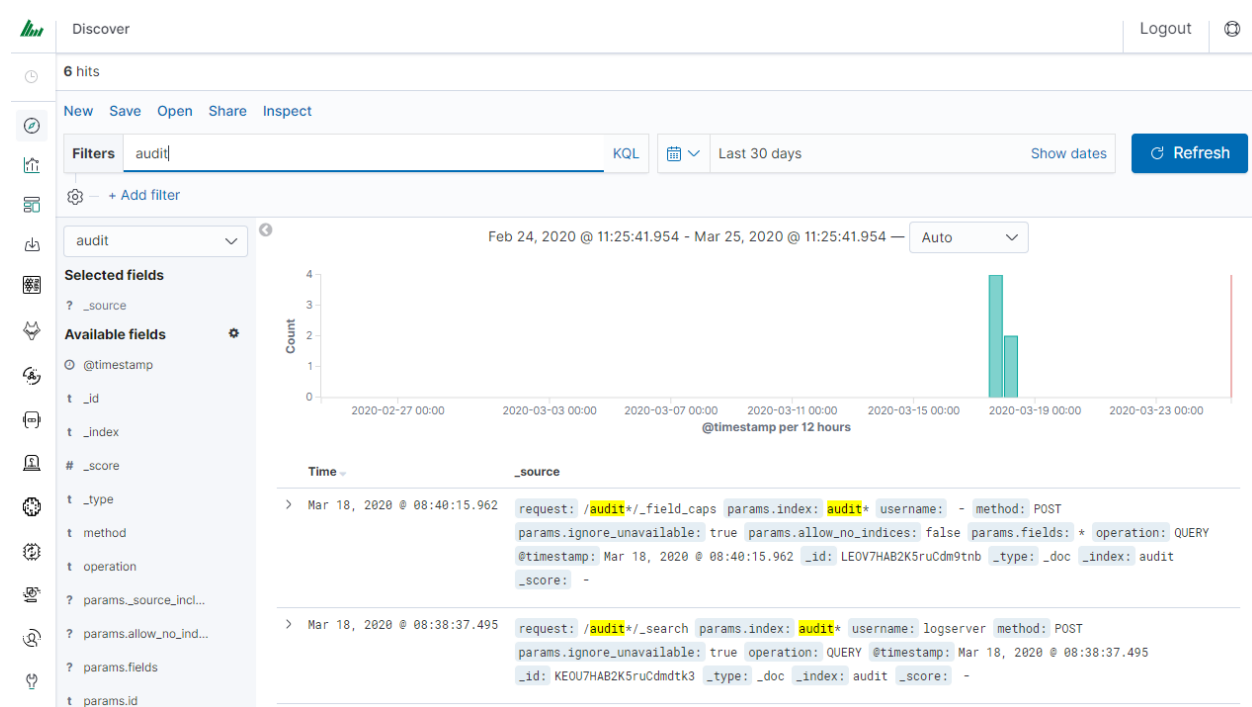 Discover
Logout
6 hits
New Save Open Share Inspect
Filters audit KQL Last 30 days Show dates Refresh
+ Add filter
audit
Selected fields
? _source
Available fields
@timestamp
t _id
t _index
# _score
t _type
t method
t operation
? params._source_incl...
? params.allow_no_ind...
? params.fields
t params.id
Feb 24, 2020 @ 11:25:41.954 - Mar 25, 2020 @ 11:25:41.954 — Auto
4
3
2
1
0
Count
2020-02-27 00:00 2020-03-03 00:00 2020-03-07 00:00 2020-03-11 00:00 2020-03-15 00:00 2020-03-19 00:00 2020-03-23 00:00
@timestamp per 12 hours
Time _source
Mar 18, 2020 @ 08:40:15.962 request: /audit*/_field_caps params.index: audit* username: - method: POST
params.ignore_unavailable: true params.allow_no_indices: false params.fields: * operation: QUERY
@timestamp: Mar 18, 2020 @ 08:40:15.962 _id: LEOV7HAB2K5ruCdm9tnb _type: _doc _index: audit
_score: -
Mar 18, 2020 @ 08:38:37.495 request: /audit*/_search params.index: audit* username: logserver method: POST
params.ignore_unavailable: true operation: QUERY @timestamp: Mar 18, 2020 @ 08:38:37.495
_id: KEOU7HAB2K5ruCdmdtk3 _type: _doc _index: audit _score: -